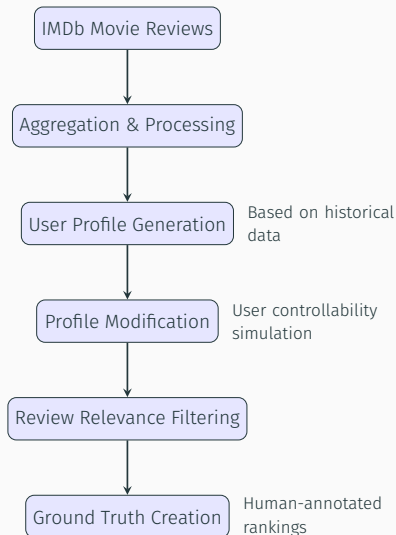 IMDb Movie Reviews
Aggregation & Processing
User Profile Generation
Based on historical
data
Profile Modification
User controllability
simulation
Review Relevance Filtering
Ground Truth Creation
Human-annotated
rankings